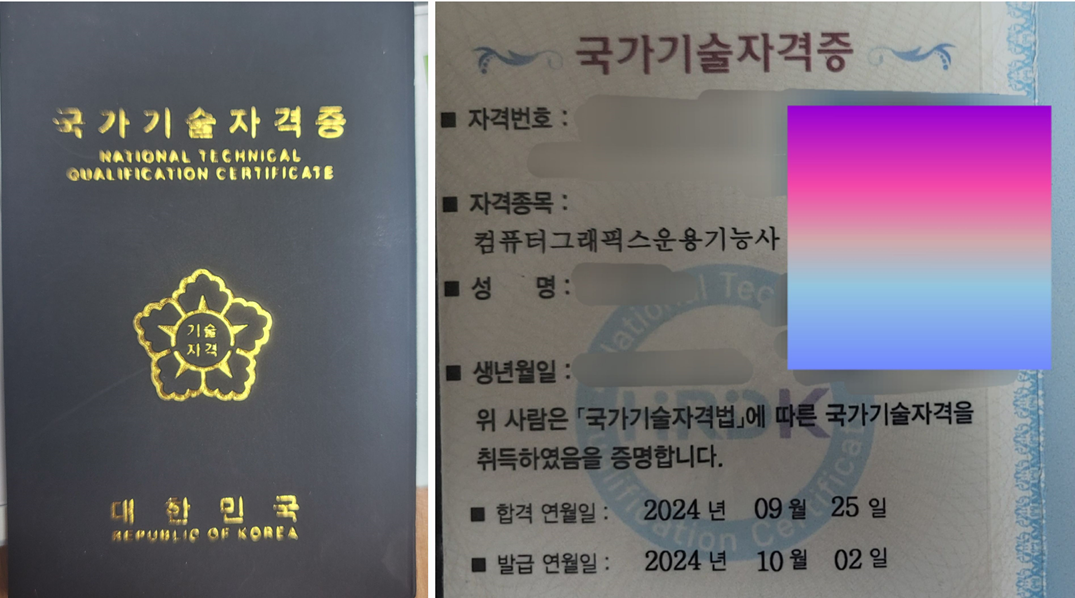 국가기술자격증
NATIONAL TECHNICAL
QUALIFICATION CERTIFICATE
기술
자격
대한민국
REPUBLIC OF KOREA
국가기술자격증
■ 자격번호 :
■ 자격종목 :
컴퓨터그래픽스운용기능사
■ 성 명 :
■ 생년월일 :
위 사람은 「국가기술자격법」에 따른 국가기술자격을
취득하였음을 증명합니다.
■ 합격 연월일 : 2024 년 09 월 25 일
■ 발급 연월일 : 2024 년 10 월 02 일
HRDK